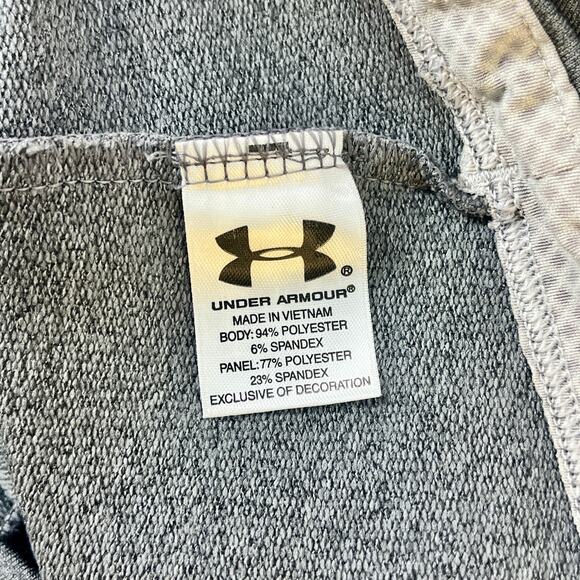 UNDER ARMOUR®
MADE IN VIETNAM
BODY: 94% POLYESTER
6% SPANDEX
PANEL: 77% POLYESTER
23% SPANDEX
EXCLUSIVE OF DECORATION